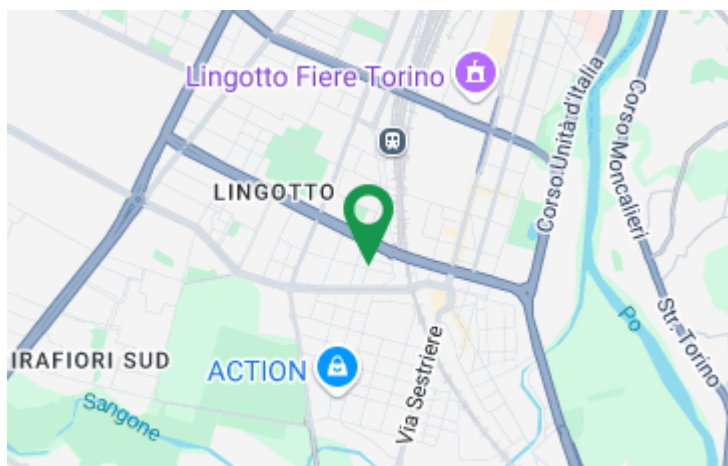 Lingotto Fiere Torino
Corso Unità d'Italia
Corso Moncalieri
LINGOTTO
Po
Str. Torino
IRAFIORI SUD
ACTION
Via Sestriere
Sangone